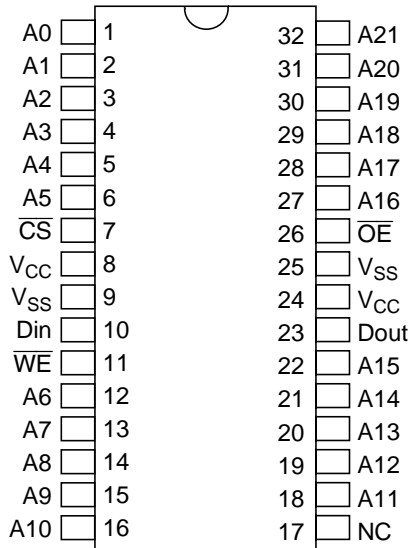 A0 1 32 A21
A1 2 31 A20
A2 3 30 A19
A3 4 29 A18
A4 5 28 A17
A5 6 27 A16
C̅S̅ 7 26 O̅E̅
VCC 8 25 VSS
VSS 9 24 VCC
Din 10 23 Dout
W̅E̅ 11 22 A15
A6 12 21 A14
A7 13 20 A13
A8 14 19 A12
A9 15 18 A11
A10 16 17 NC